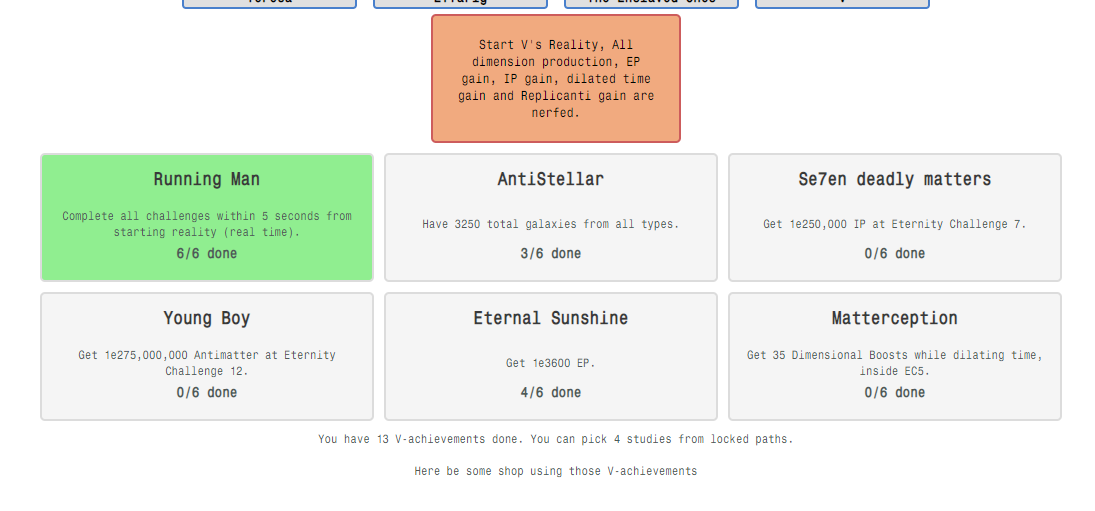 Teresa Effarig The Enslaved Ones V
Start V's Reality, All
dimension production, EP
gain, IP gain, dilated time
gain and Replicanti gain are
nerfed.
Running Man
Complete all challenges within 5 seconds from
starting reality (real time).
6/6 done
AntiStellar
Have 3250 total galaxies from all types.
3/6 done
Se7en deadly matters
Get 1e250,000 IP at Eternity Challenge 7.
0/6 done
Young Boy
Get 1e275,000,000 Antimatter at Eternity
Challenge 12.
0/6 done
Eternal Sunshine
Get 1e3600 EP.
4/6 done
Matterception
Get 35 Dimensional Boosts while dilating time,
inside EC5.
0/6 done
You have 13 V-achievements done. You can pick 4 studies from locked paths.
Here be some shop using those V-achievements